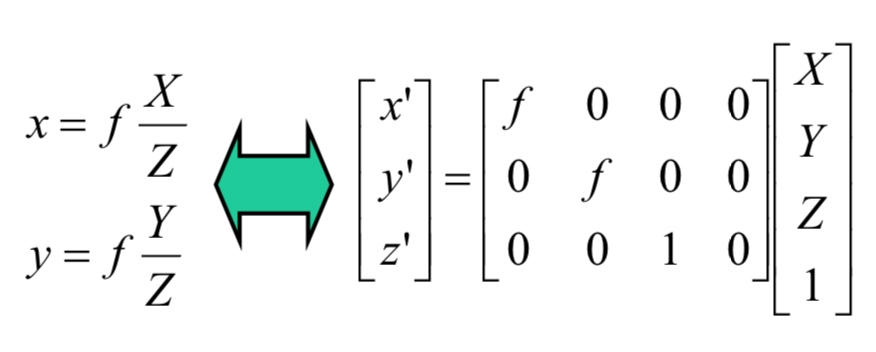 x = f X/Z
y = f Y/Z
[x' y' z'] = [f 0 0 0; 0 f 0 0; 0 0 1 0] [X Y Z 1]